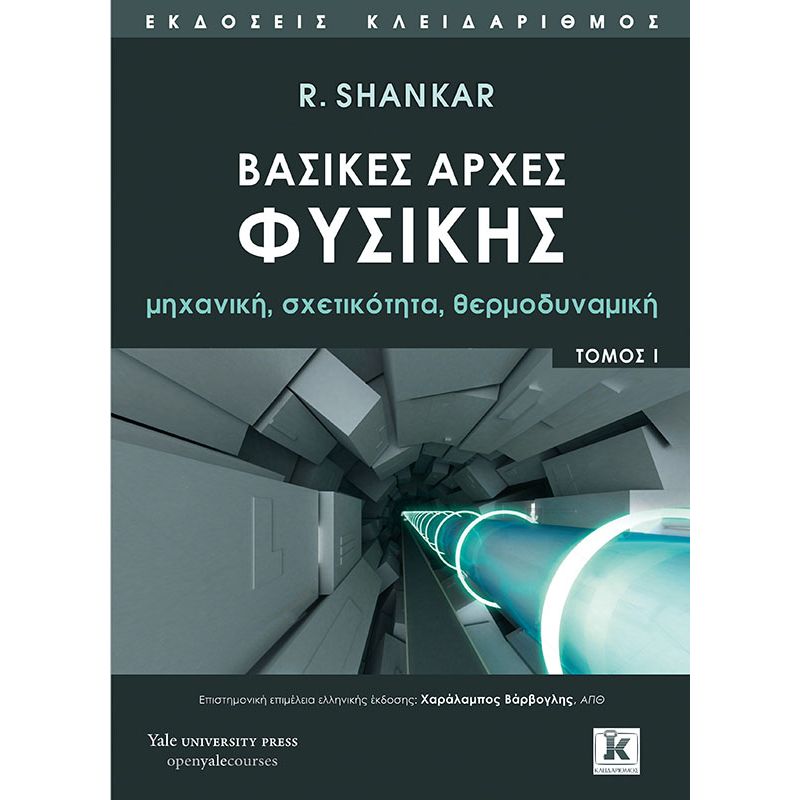 ΕΚΔΟΣΕΙΣ ΚΛΕΙΔΑΡΙΘΜΟΣ
R. SHANKAR
ΒΑΣΙΚΕΣ ΑΡΧΕΣ
ΦΥΣΙΚΗΣ
μηχανική, σχετικότητα, θερμοδυναμική
ΤΟΜΟΣ Ι
Επιστημονική επιμέλεια ελληνικής έκδοσης: Χαράλαμπος Βάρβογλης, ΑΠΘ
Yale UNIVERSITY PRESS
openyalecourses
k
ΚΛΕΙΔΑΡΙΘΜΟΣ